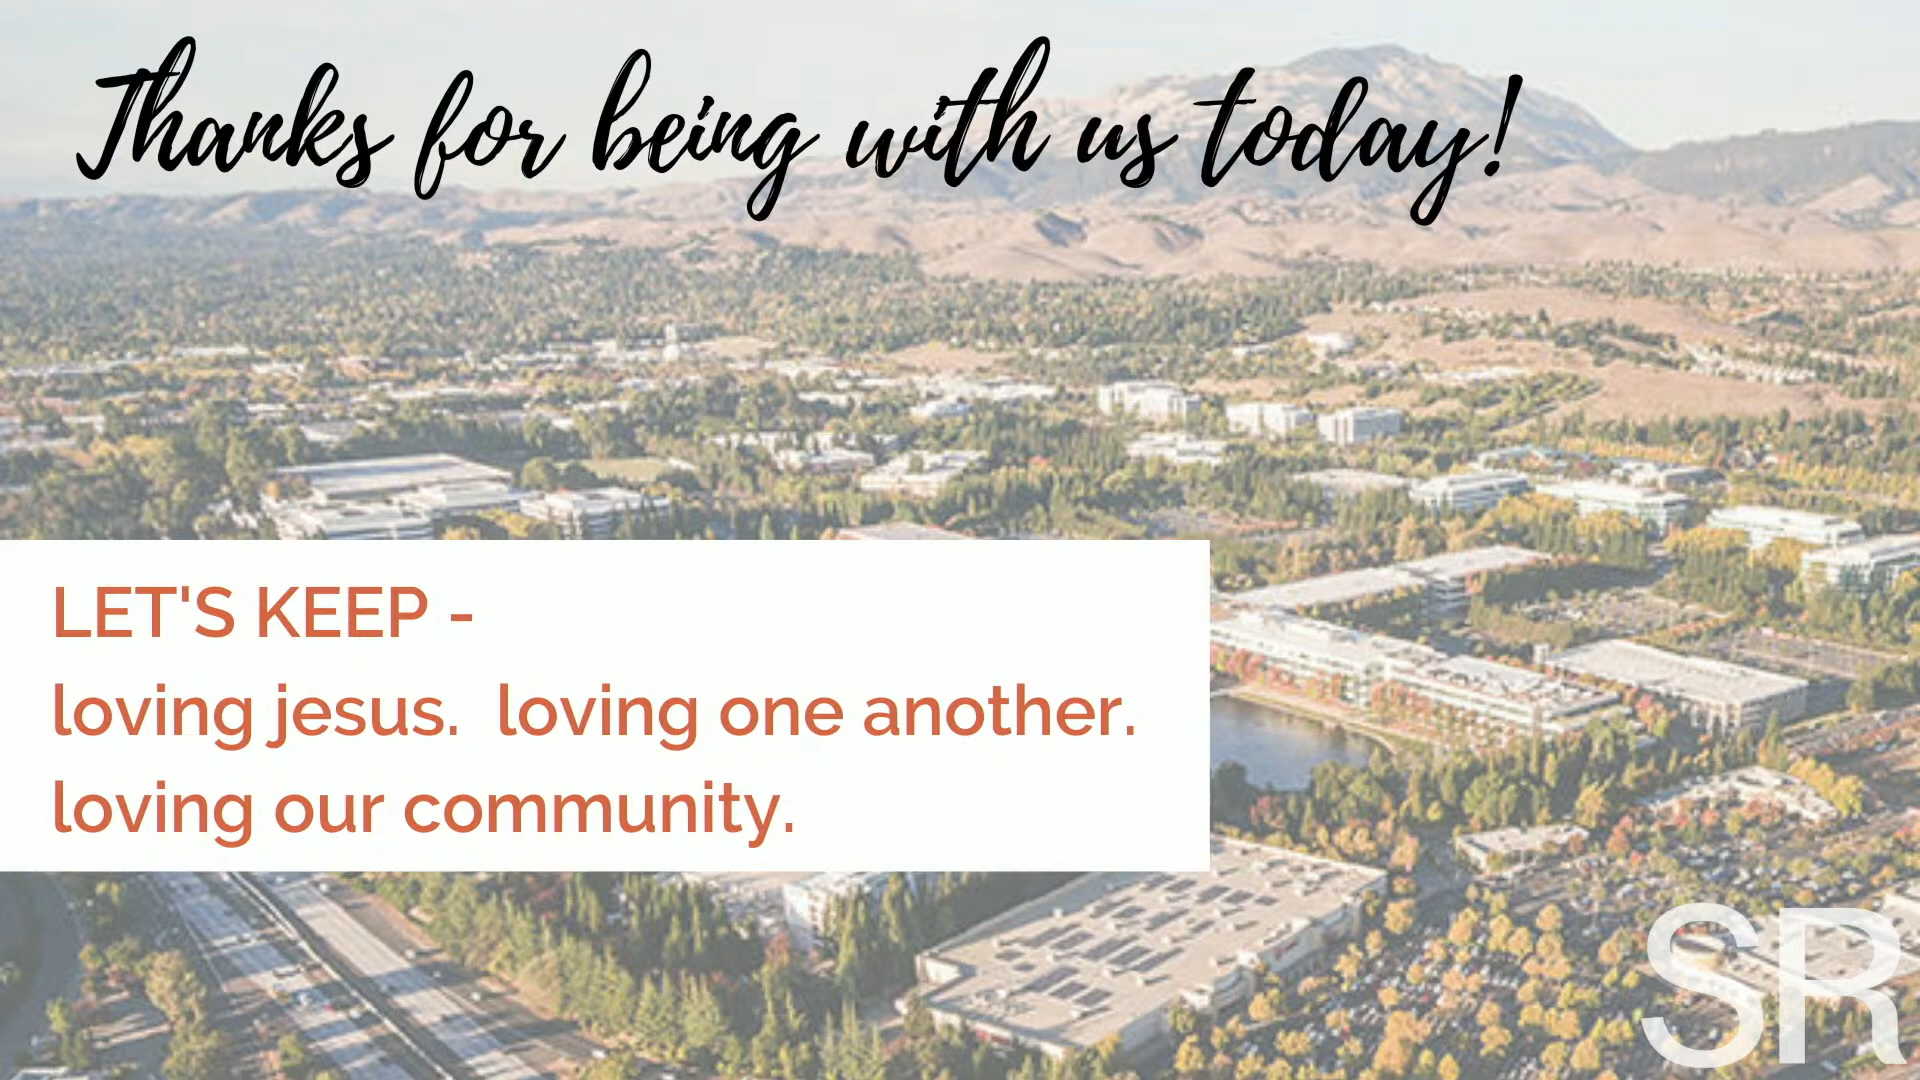 Thanks for being with us today!
LET'S KEEP -
loving jesus.  loving one another.
loving our community.
SR